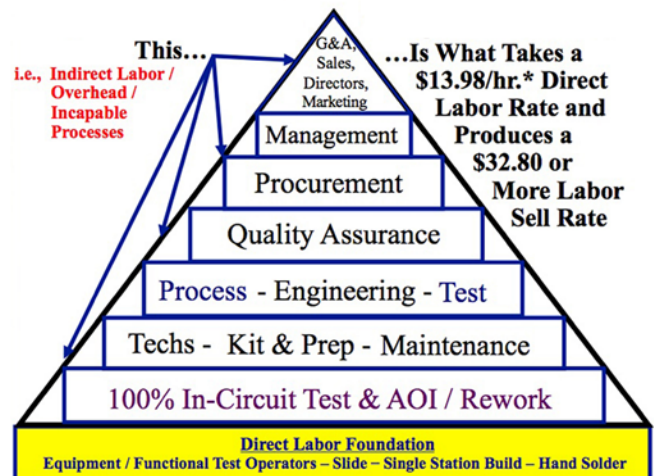 This…
i.e., Indirect Labor /
Overhead /
Incapable
Processes
…Is What Takes a
$13.98/hr.* Direct
Labor Rate and
Produces a
$32.80 or
More Labor
Sell Rate
G&A,
Sales,
Directors,
Marketing
Management
Procurement
Quality Assurance
Process - Engineering - Test
Techs - Kit & Prep - Maintenance
100% In-Circuit Test & AOI / Rework
Direct Labor Foundation
Equipment / Functional Test Operators – Slide – Single Station Build – Hand Solder